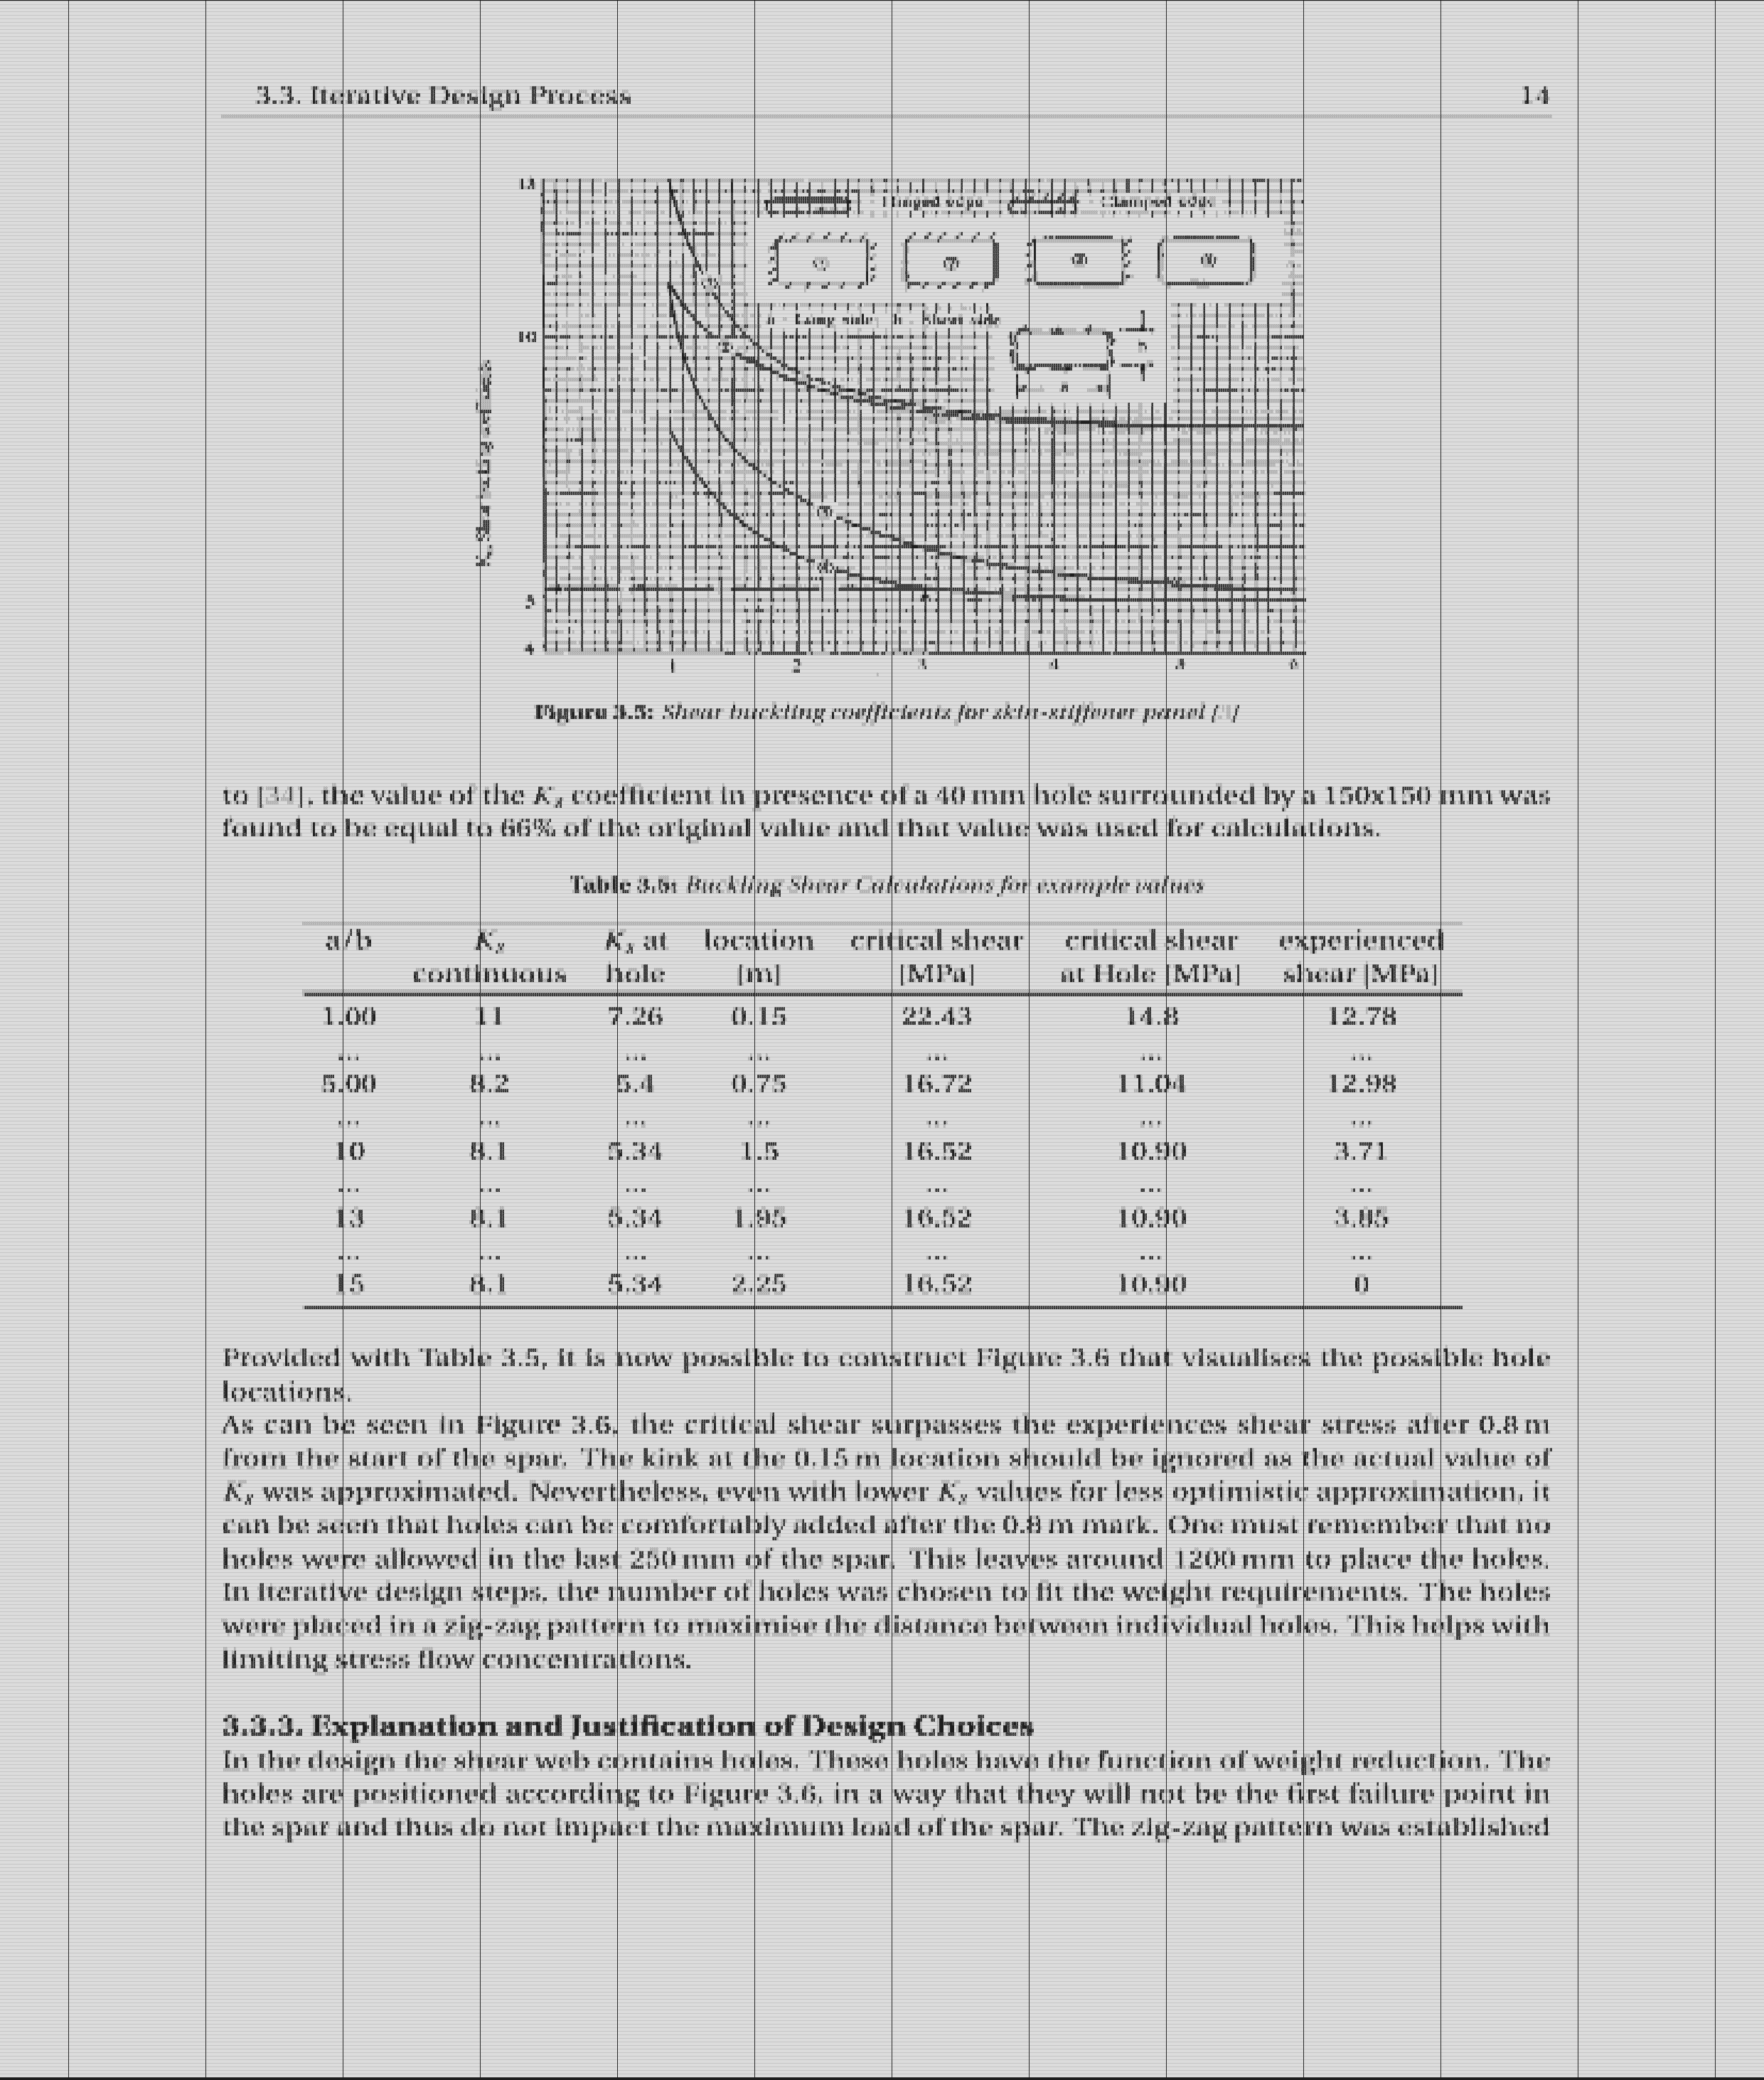 3.3. Iterative Design Process 14
Hinged edge Clamped edge
Long side
10
5
4
1 2 3 4 5 6
Figure 3.5: Shear buckling coefficients for skin-stiffener panel
to [34], the value of the Ks coefficient in presence of a 40 mm hole surrounded by a 150x150 mm was
found to be equal to 66% of the original value and that value was used for calculations.
Table 3.5: Buckling Shear Calculations for example values
a/b Ks Ks at location critical shear critical shear experienced
continuous hole [m] [MPa] at Hole [MPa] shear [MPa]
1.00 11 7.26 0.15 22.43 14.8 12.78
... ... ... ... ... ... ...
5.00 8.2 5.4 0.75 16.72 11.04 12.98
... ... ... ... ... ... ...
10 8.1 5.34 1.5 16.52 10.90 3.71
... ... ... ... ... ... ...
13 8.1 5.34 1.95 16.52 10.90 3.85
... ... ... ... ... ... ...
15 8.1 5.34 2.25 16.52 10.90 0
Provided with Table 3.5, it is now possible to construct Figure 3.6 that visualises the possible hole
locations.
As can be seen in Figure 3.6, the critical shear surpasses the experiences shear stress after 0.8 m
from the start of the spar. The kink at the 0.15 m location should be ignored as the actual value of
Ks was approximated. Nevertheless, even with lower Ks values for less optimistic approximation, it
can be seen that holes can be comfortably added after the 0.8 m mark. One must remember that no
holes were allowed in the last 250 mm of the spar. This leaves around 1200 mm to place the holes.
In iterative design steps, the number of holes was chosen to fit the weight requirements. The holes
were placed in a zig-zag pattern to maximise the distance between individual holes. This helps with
limiting stress flow concentrations.
3.3.3. Explanation and Justification of Design Choices
In the design the shear web contains holes. These holes have the function of weight reduction. The
holes are positioned according to Figure 3.6, in a way that they will not be the first failure point in
the spar and thus do not impact the maximum load of the spar. The zig-zag pattern was established